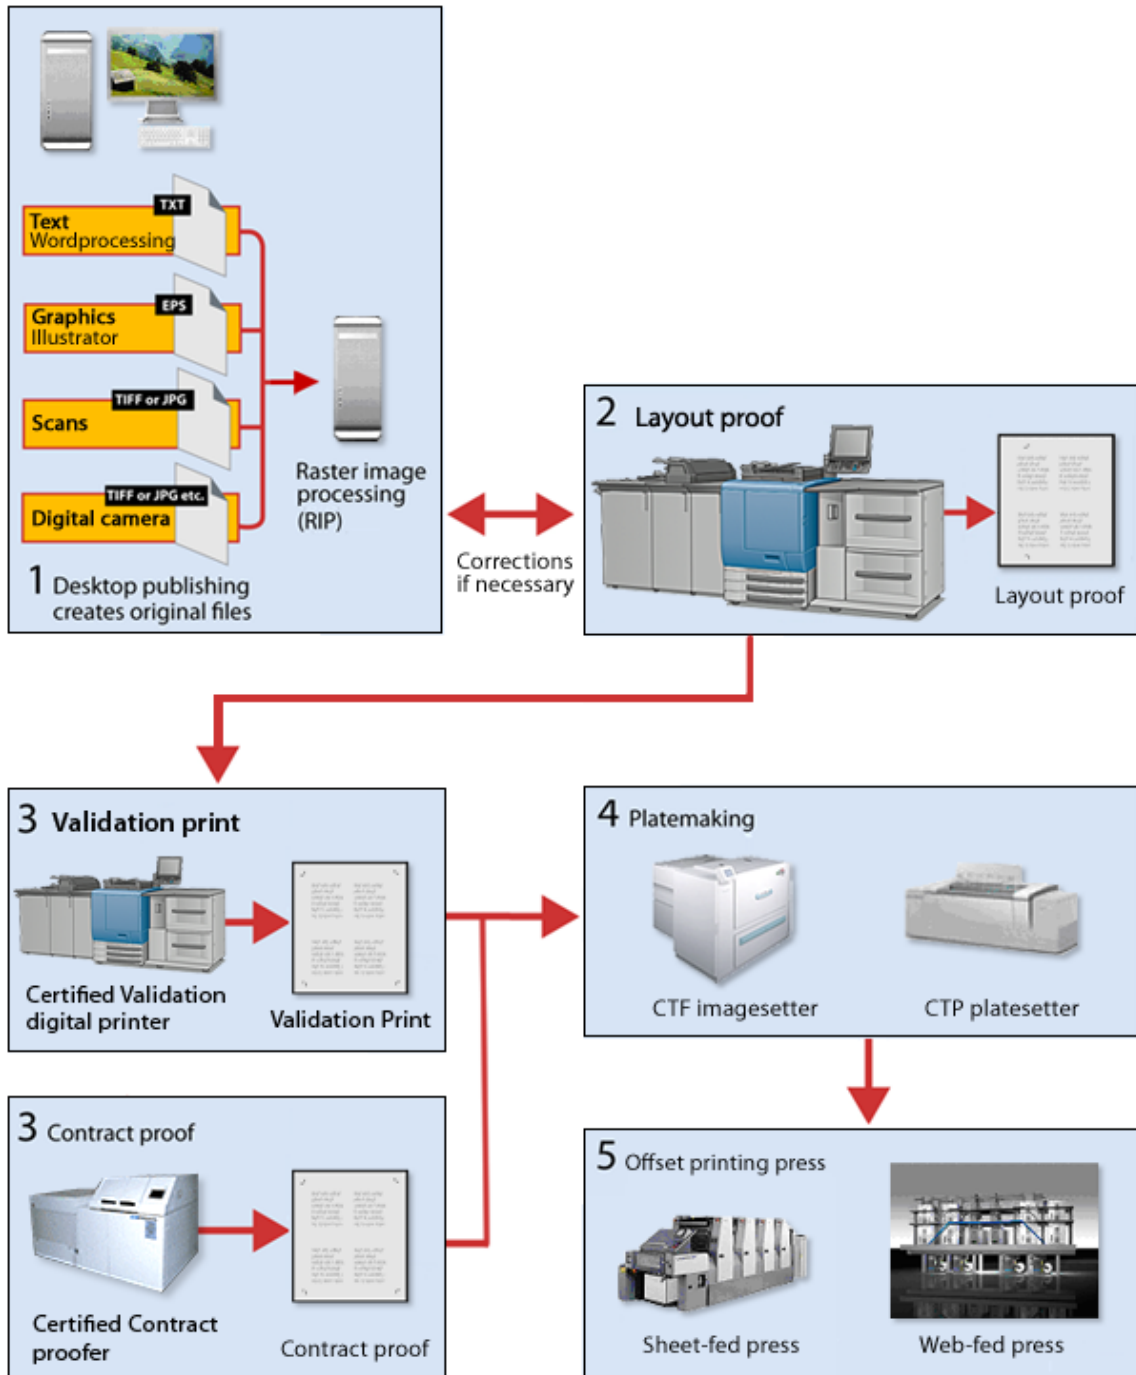 TXT
Text
Wordprocessing
EPS
Graphics
Illustrator
TIFF or JPG
Scans
TIFF or JPG etc.
Digital camera
Raster image
processing
(RIP)
1 Desktop publishing
creates original files
Corrections
if necessary
2 Layout proof
Layout proof
3 Validation print
Certified Validation
digital printer
Validation Print
3 Contract proof
Certified Contract
proofer
Contract proof
4 Platemaking
CTF imagesetter
CTP platesetter
5 Offset printing press
Sheet-fed press
Web-fed press